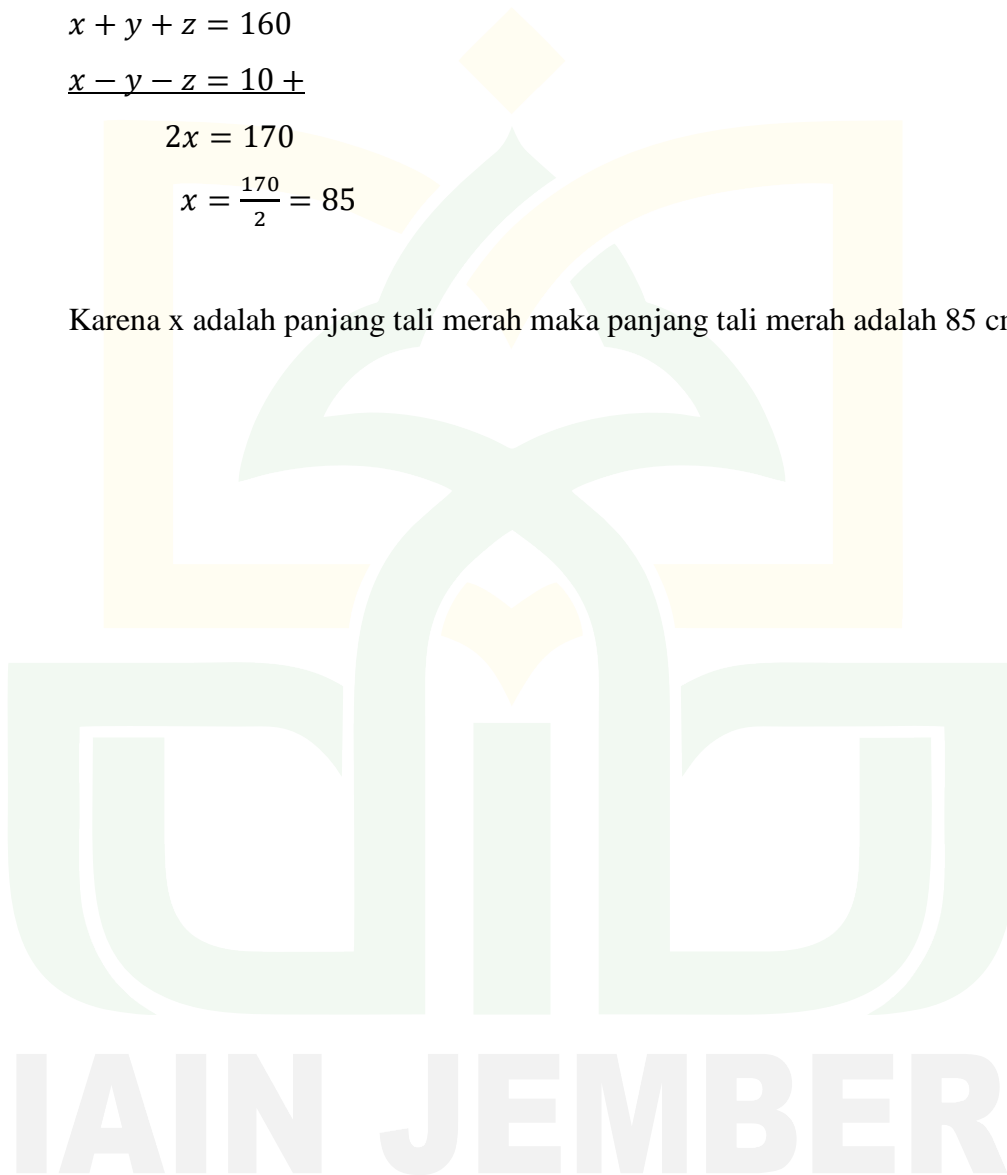 x + y + z = 160
x − y − z = 10 +
2x = 170
x = 170/2 = 85
Karena x adalah panjang tali merah maka panjang tali merah adalah 85
IAIN JEMBER